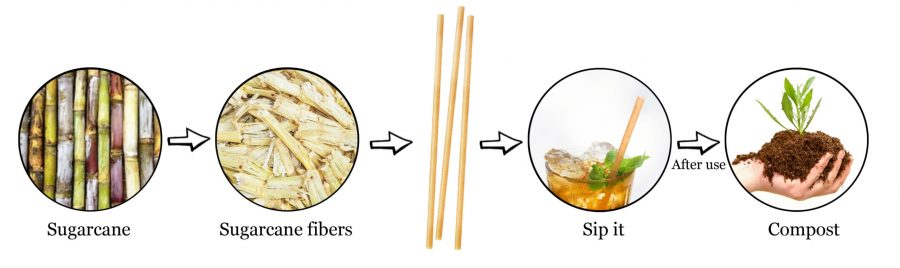 Sugarcane
Sugarcane fibers
Sip it
After use
Compost